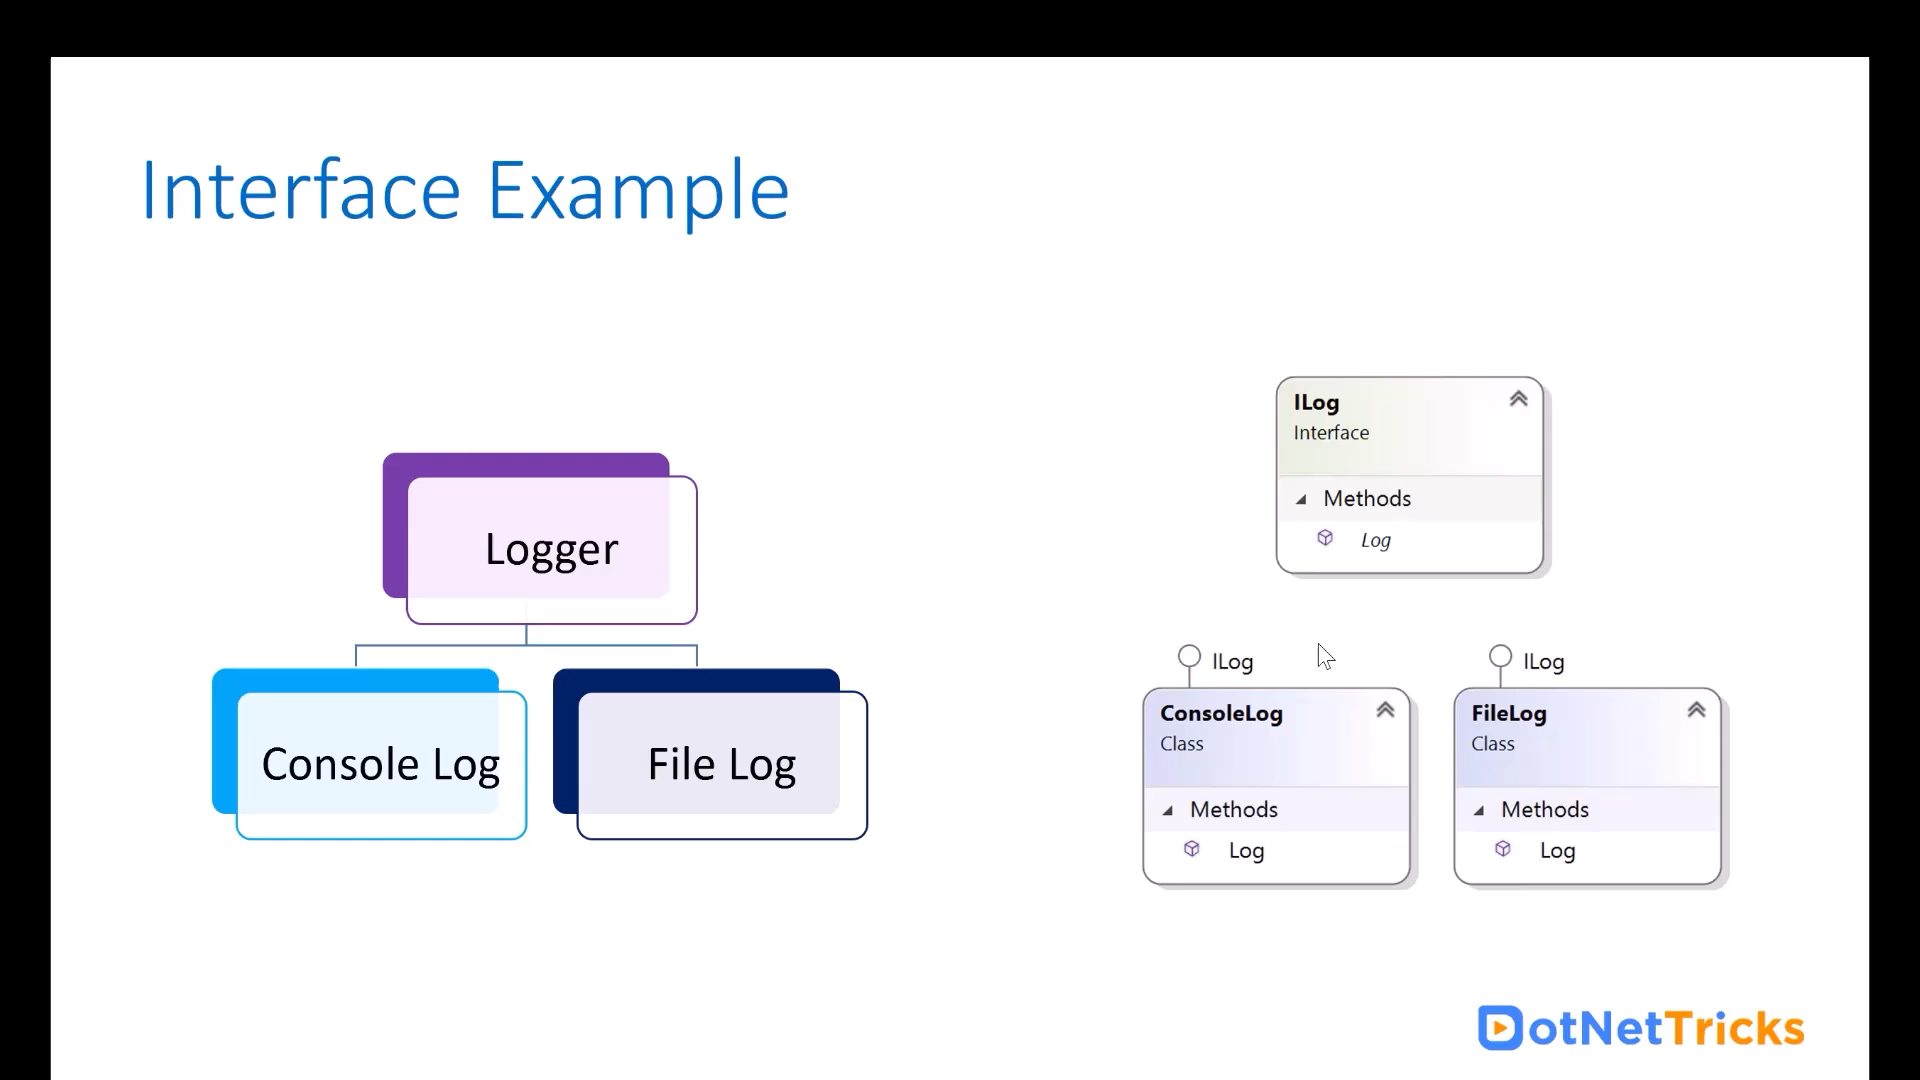 Interface Example
Logger
Console Log
File Log
ILog
Interface
Methods
Log
ILog
ConsoleLog
Class
Methods
Log
ILog
FileLog
Class
Methods
Log
DotNetTricks